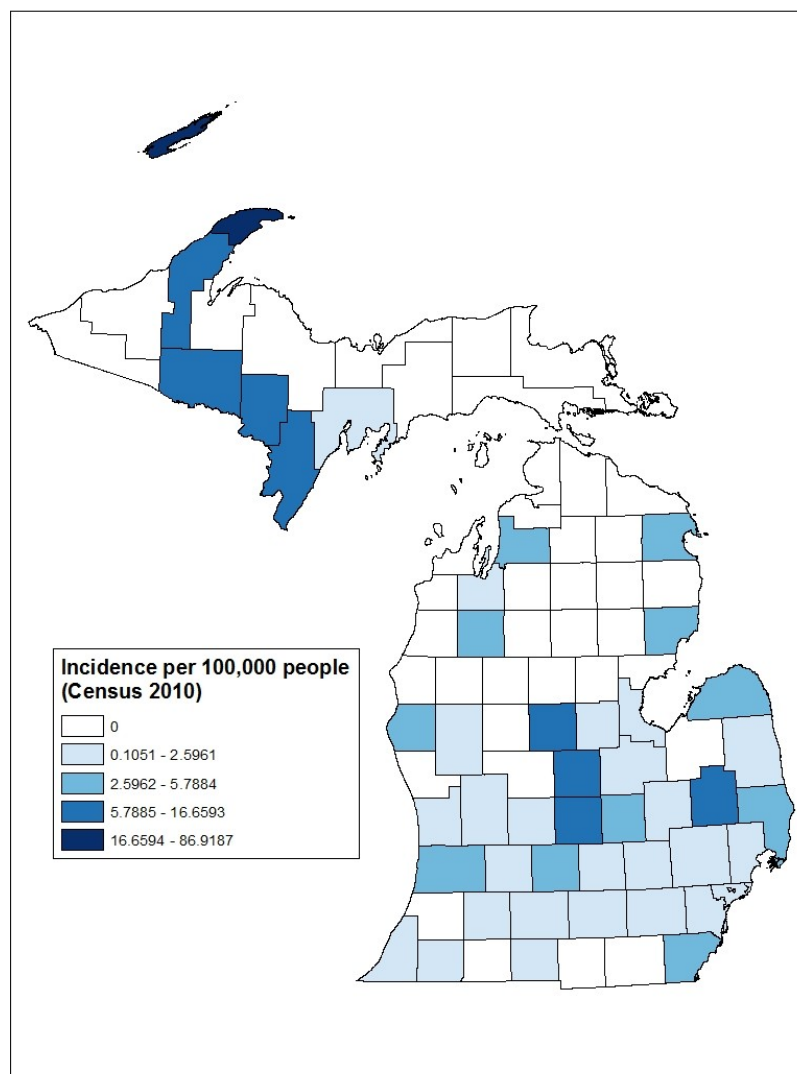 Incidence per 100,000 people
(Census 2010)
0
0.1051 - 2.5961
2.5962 - 5.7884
5.7885 - 16.6593
16.6594 - 86.9187